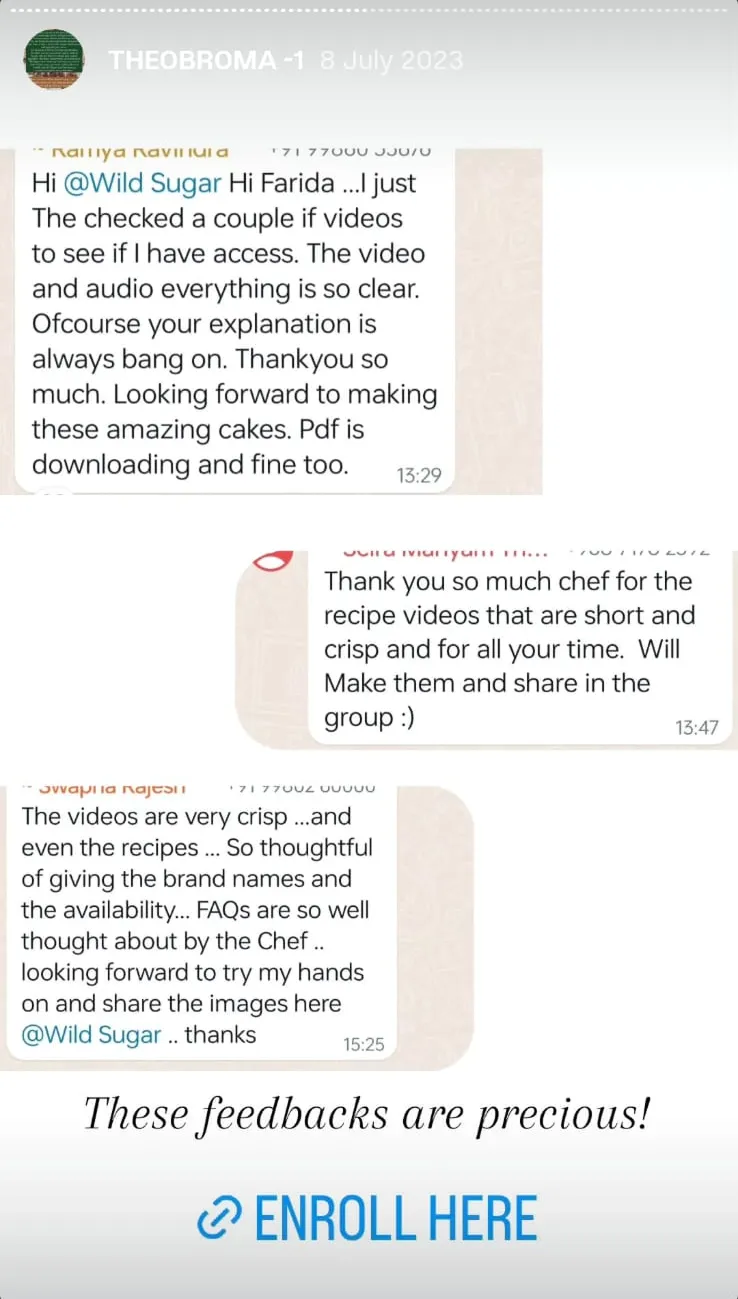 THEOBROMA -1 8 July 2023
Ramya Ravindra
Hi @Wild Sugar Hi Farida ...I just
The checked a couple if videos
to see if I have access. The video
and audio everything is so clear.
Ofcourse your explanation is
always bang on. Thankyou so
much. Looking forward to making
these amazing cakes. Pdf is
downloading and fine too.
13:29
Thank you so much chef for the
recipe videos that are short and
crisp and for all your time. Will
Make them and share in the
group :)
13:47
Swapna Rajesh
The videos are very crisp ...and
even the recipes ... So thoughtful
of giving the brand names and
the availability... FAQs are so well
thought about by the Chef ..
looking forward to try my hands
on and share the images here
@Wild Sugar .. thanks
15:25
These feedbacks are precious!
ENROLL HERE